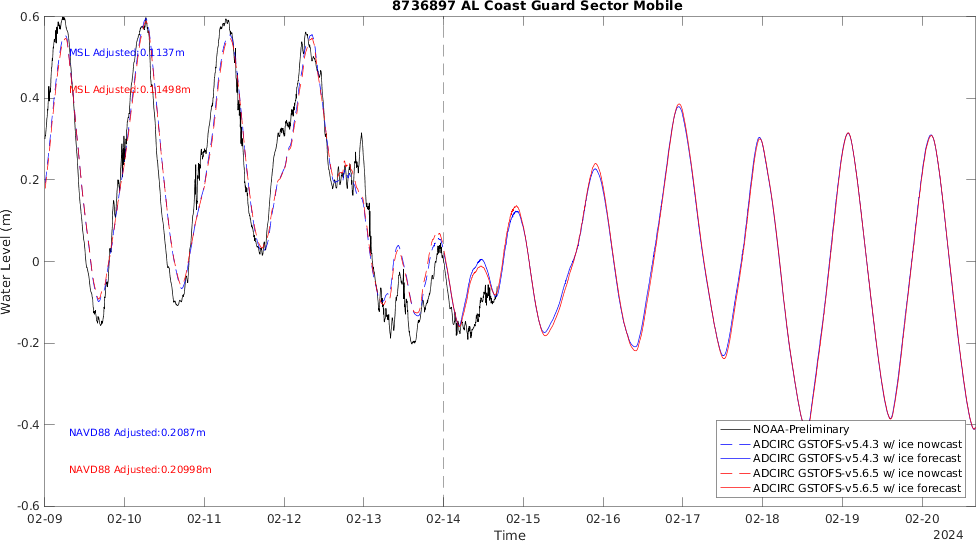 8736897 AL Coast Guard Sector Mobile
Water Level (m)
0.6
0.4
0.2
0
-0.2
-0.4
-0.6
MSL Adjusted:0.1137m
MSL Adjusted:0.11498m
NAVD88 Adjusted:0.2087m
NAVD88 Adjusted:0.20998m
NOAA-Preliminary
ADCIRC GSTOFS-v5.4.3 w/ ice nowcast
ADCIRC GSTOFS-v5.4.3 w/ ice forecast
ADCIRC GSTOFS-v5.6.5 w/ ice nowcast
ADCIRC GSTOFS-v5.6.5 w/ ice forecast
02-09 02-10 02-11 02-12 02-13 02-14 02-15 02-16 02-17 02-18 02-19 02-20
Time
2024